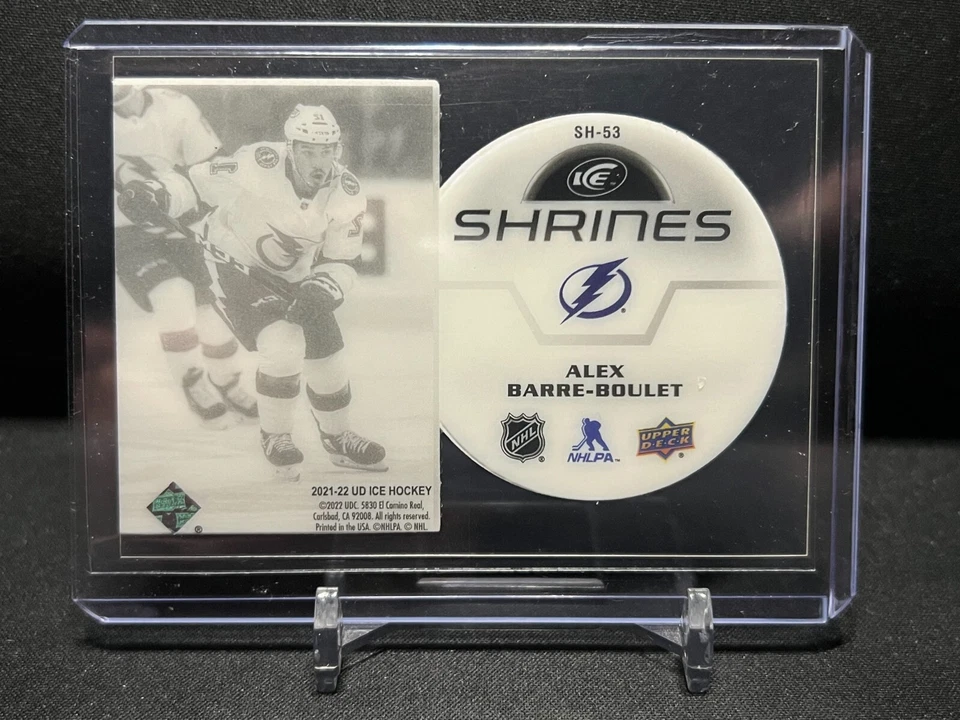 SH-53
ICE
SHRINES
ALEX
BARRE-BOULET
NHL
NHLPA
UPPER
DECK
51
2021-22 UD ICE HOCKEY
©2022 UDC. 5830 El Camino Real,
Carlsbad, CA 92008. All rights reserved.
Printed in the USA. ©NHLPA. © NHL.